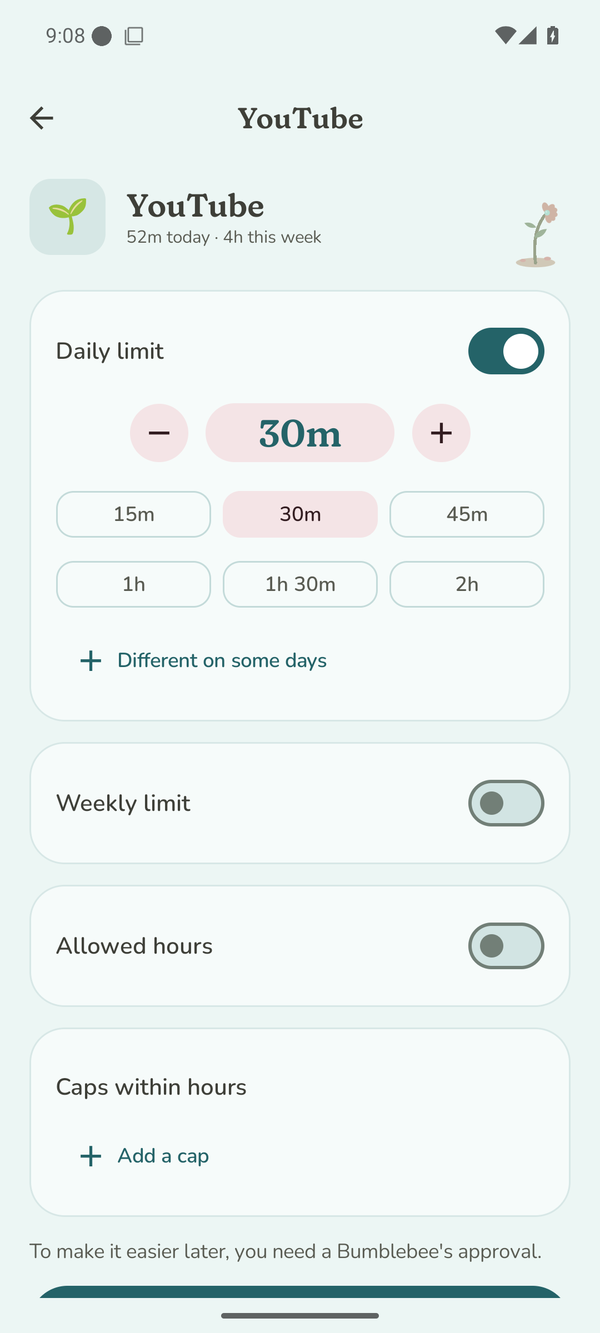 9:08
YouTube
YouTube
52m today · 4h this week
Daily limit
30m
15m
30m
45m
1h
1h 30m
2h
Different on some days
Weekly limit
Allowed hours
Caps within hours
Add a cap
To make it easier later, you need a Bumblebee's approval.